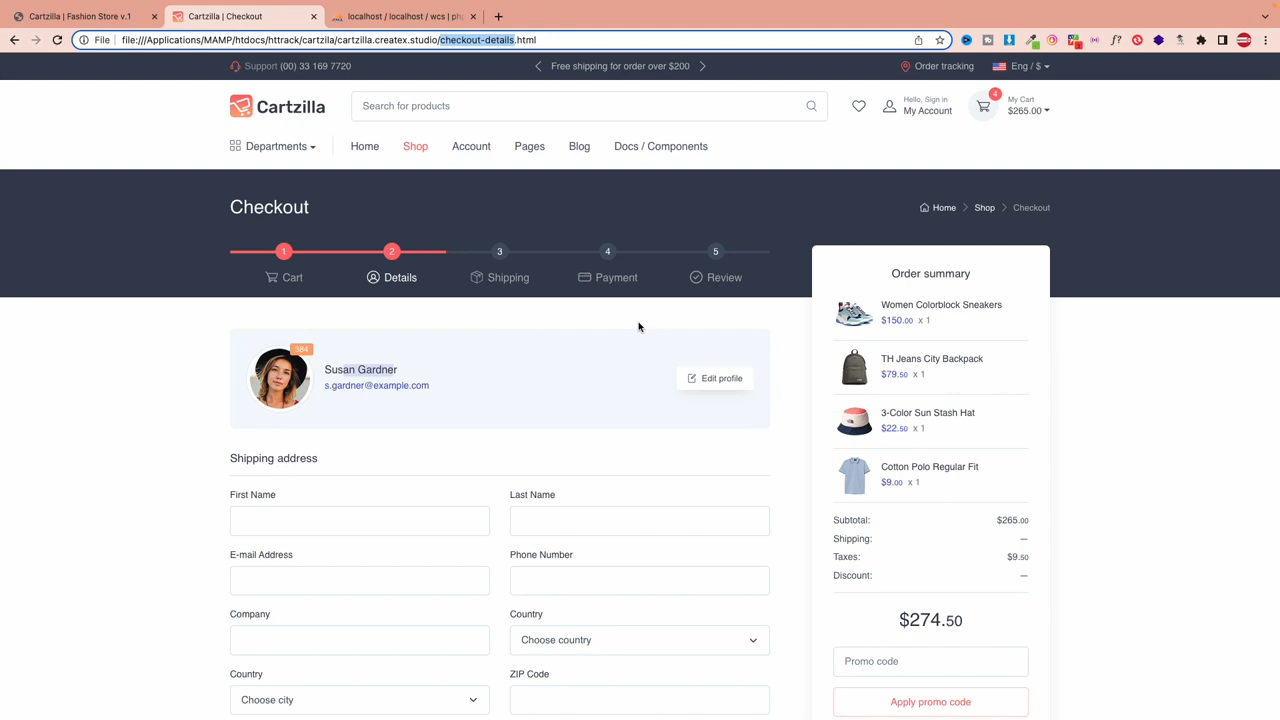 Cartzilla | Fashion Store v.1
Cartzilla | Checkout
localhost / localhost / wcs | ph
File
file:///Applications/MAMP/htdocs/httrack/cartzila/cartzilla.createx.studio/checkout-details.html
Support (00) 33 169 7720
Free shipping for order over $200
Order tracking
Eng / $
Cartzilla
Search for products
Hello, Sign in
My Account
4
My Cart
$265.00
Departments
Home
Shop
Account
Pages
Blog
Docs / Components
Checkout
Home
Shop
Checkout
1
2
3
4
5
Cart
Details
Shipping
Payment
Review
384
Susan Gardner
s.gardner@example.com
Edit profile
Shipping address
First Name
Last Name
E-mail Address
Phone Number
Company
Country
Choose country
Country
ZIP Code
Choose city
Order summary
Women Colorblock Sneakers
$150.00 x 1
TH Jeans City Backpack
$79.50 x 1
3-Color Sun Stash Hat
$22.50 x 1
Cotton Polo Regular Fit
$9.00 x 1
Subtotal: $265.00
Shipping: —
Taxes: $9.50
Discount: —
$274.50
Promo code
Apply promo code